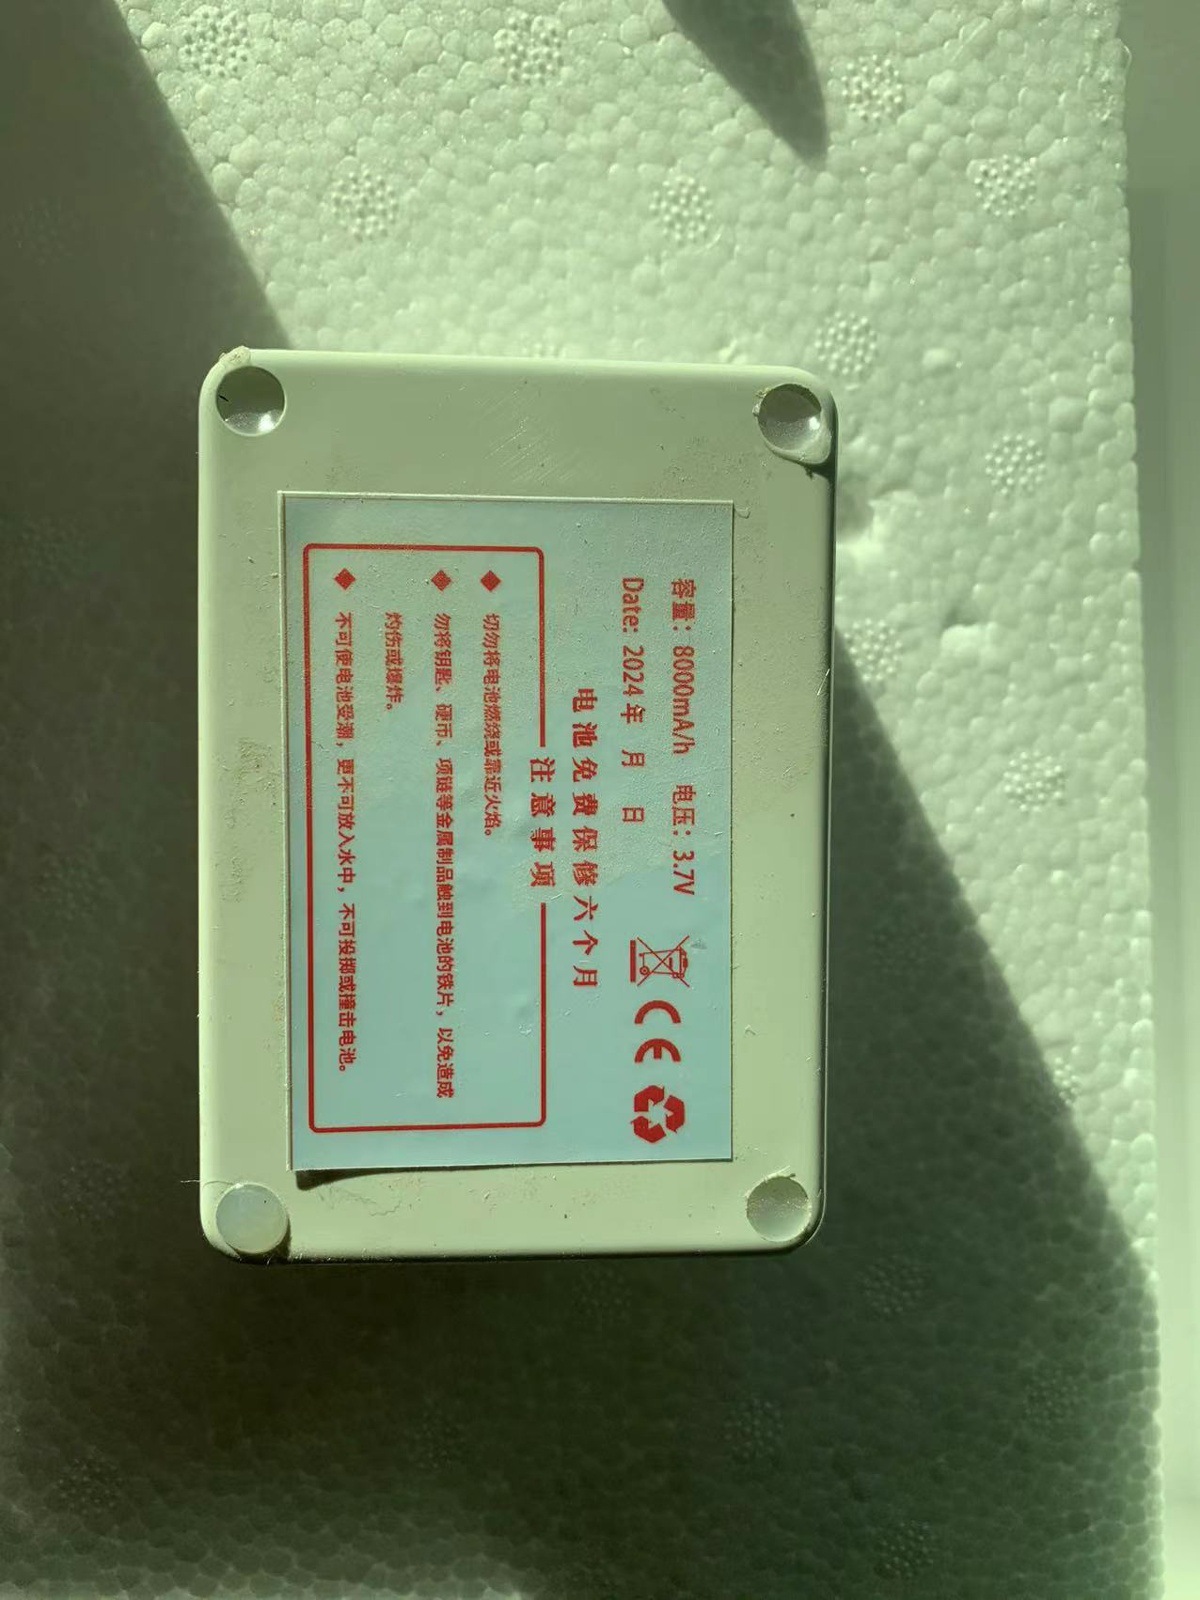 容量：8000mA/h 电压：3.7V
Date: 2024 年 月 日
CE
电池免费保修六个月
注意事项
◆ 切勿将电池燃烧或靠近火焰。
◆ 勿将钥匙、硬币、项链等金属制品触到电池的铁片，以免造成
灼伤或爆炸。
◆ 不可使电池受潮，更不可放入水中，不可投掷或撞击电池。